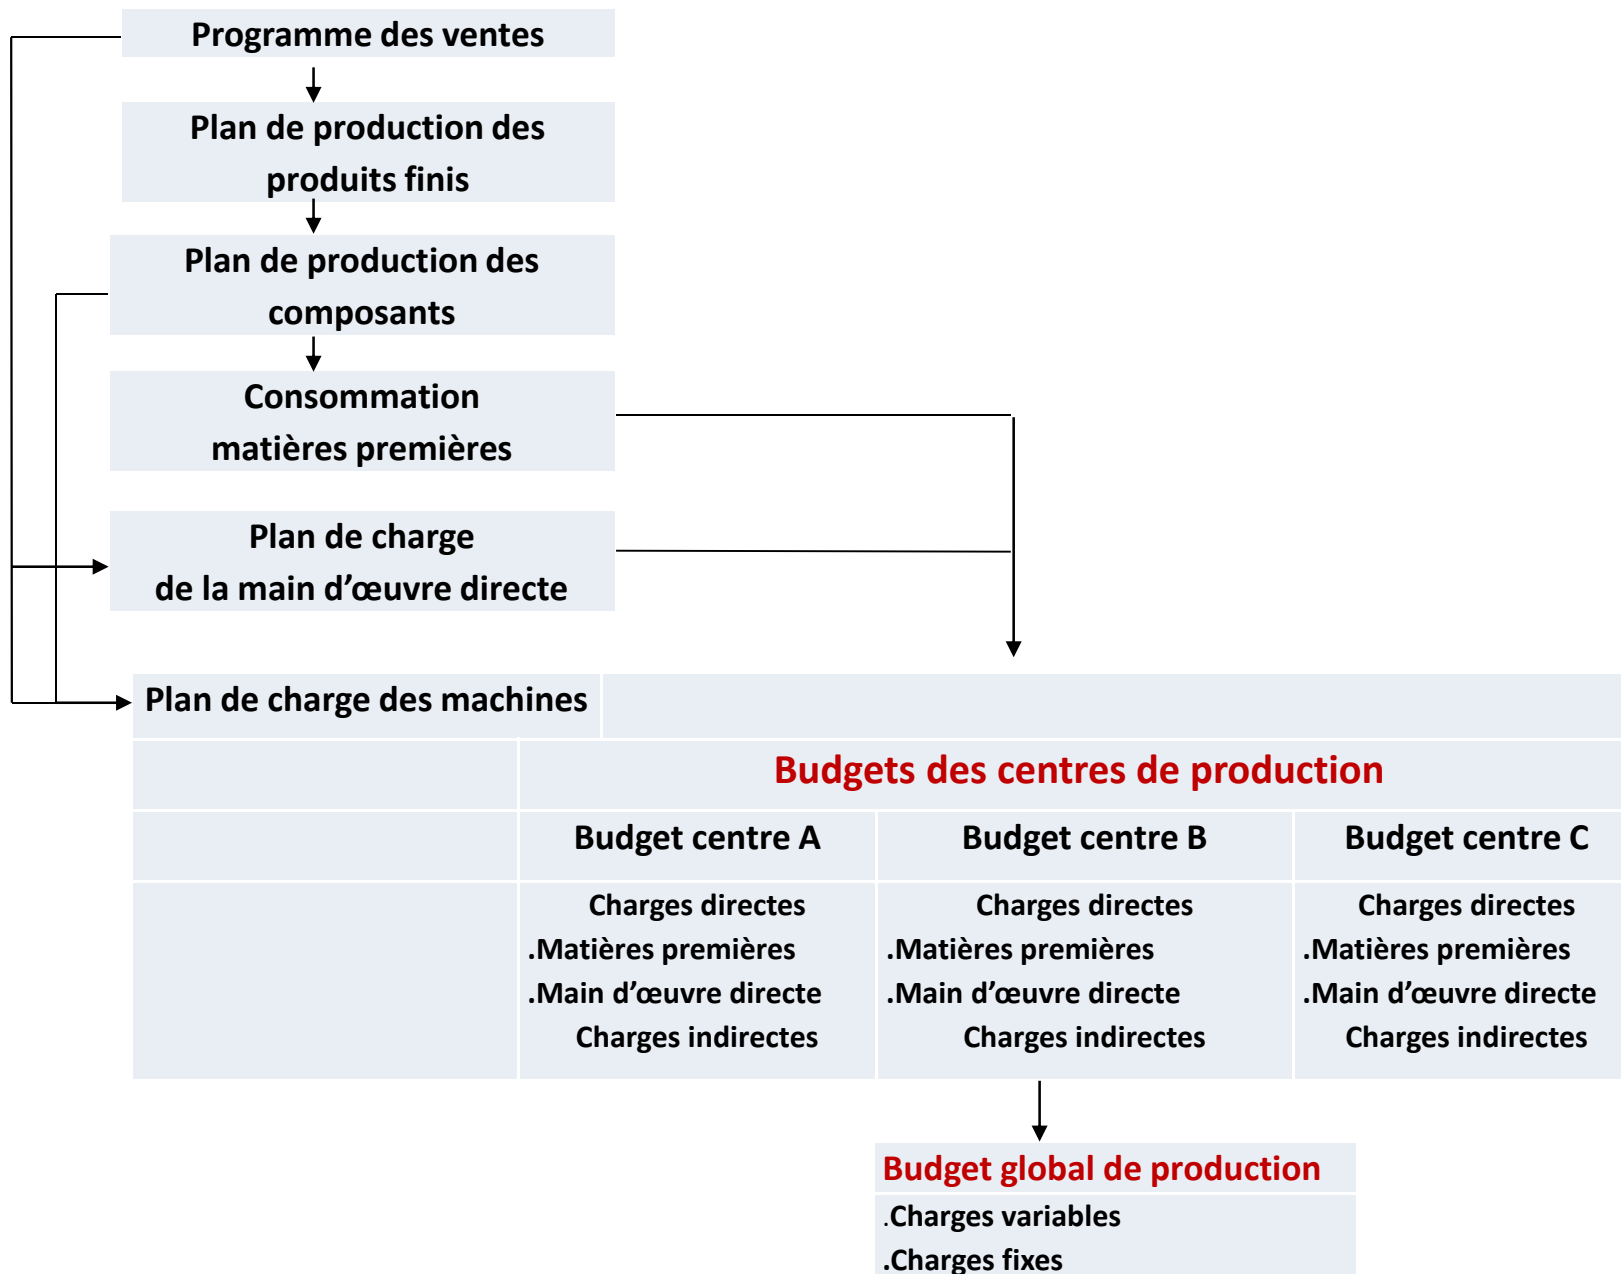 Programme des ventes
Plan de production des
produits finis
Plan de production des
composants
Consommation
matières premières
Plan de charge
de la main d’œuvre directe
Plan de charge des machines
Budgets des centres de production
Budget centre A
Budget centre B
Budget centre C
Charges directes
.Matières premières
.Main d’œuvre directe
Charges indirectes
Charges directes
.Matières premières
.Main d’œuvre directe
Charges indirectes
Charges directes
.Matières premières
.Main d’œuvre directe
Charges indirectes
Budget global de production
.Charges variables
.Charges fixes